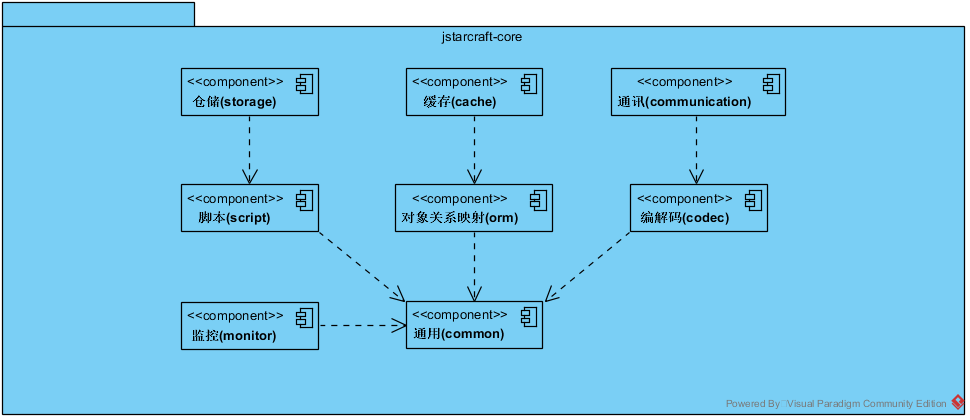 jstarcraft-core
<<component>>
仓储(storage)
<<component>>
缓存(cache)
<<component>>
通讯(communication)
<<component>>
脚本(script)
<<component>>
对象关系映射(orm)
<<component>>
编解码(codec)
<<component>>
监控(monitor)
<<component>>
通用(common)
Powered By Visual Paradigm Community Edition